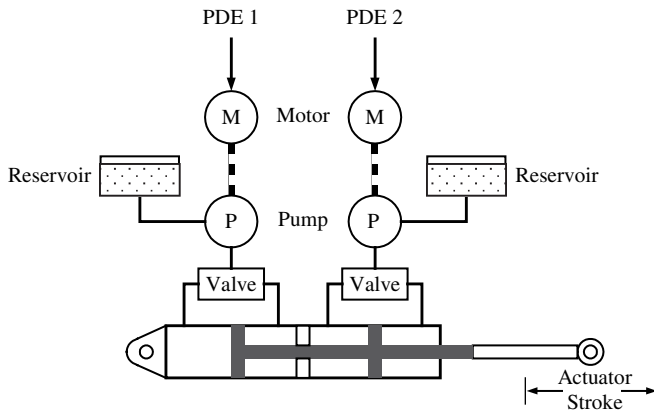 PDE 1 PDE 2
M Motor M
Reservoir Reservoir
P Pump P
Valve Valve
Actuator
Stroke